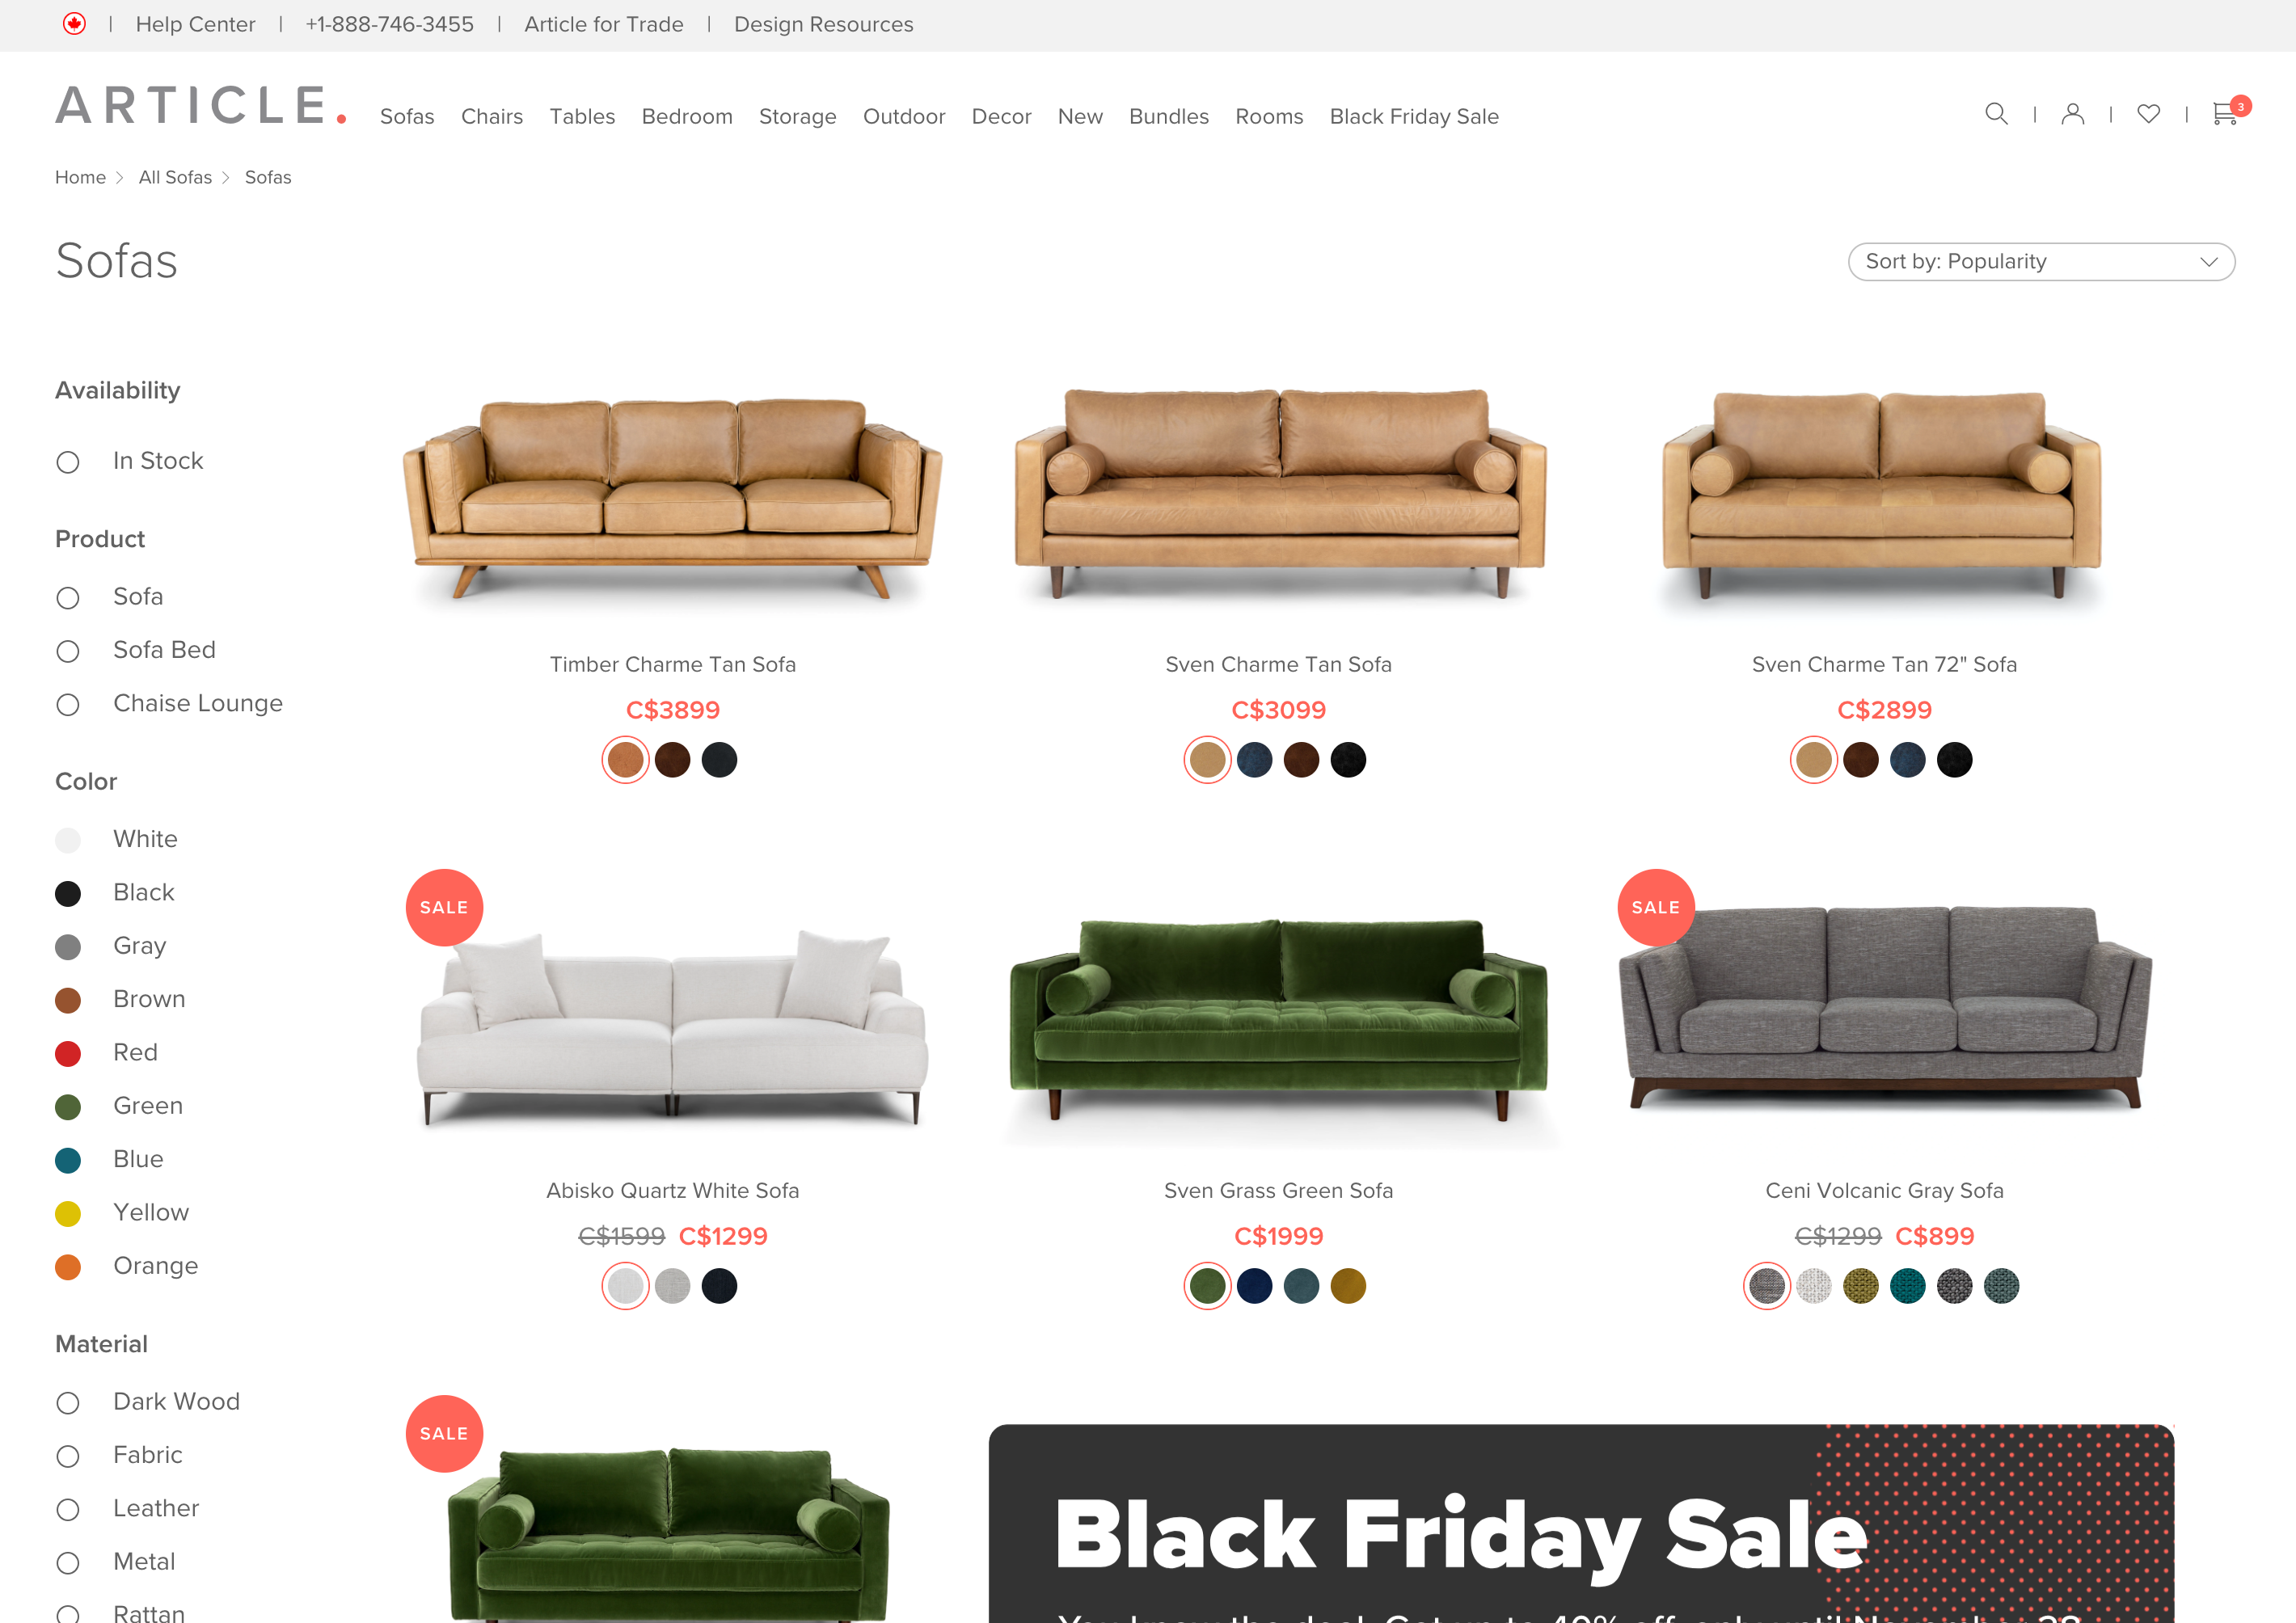 Help Center | +1-888-746-3455 | Article for Trade | Design Resources
ARTICLE.
Sofas Chairs Tables Bedroom Storage Outdoor Decor New Bundles Rooms Black Friday Sale
3
Home > All Sofas > Sofas
Sofas
Sort by: Popularity
Availability
In Stock
Product
Sofa
Sofa Bed
Chaise Lounge
Color
White
Black
Gray
Brown
Red
Green
Blue
Yellow
Orange
Material
Dark Wood
Fabric
Leather
Metal
Rattan
Timber Charme Tan Sofa
C$3899
Sven Charme Tan Sofa
C$3099
Sven Charme Tan 72" Sofa
C$2899
SALE
Abisko Quartz White Sofa
C$1599 C$1299
Sven Grass Green Sofa
C$1999
SALE
Ceni Volcanic Gray Sofa
C$1299 C$899
SALE
Black Friday Sale